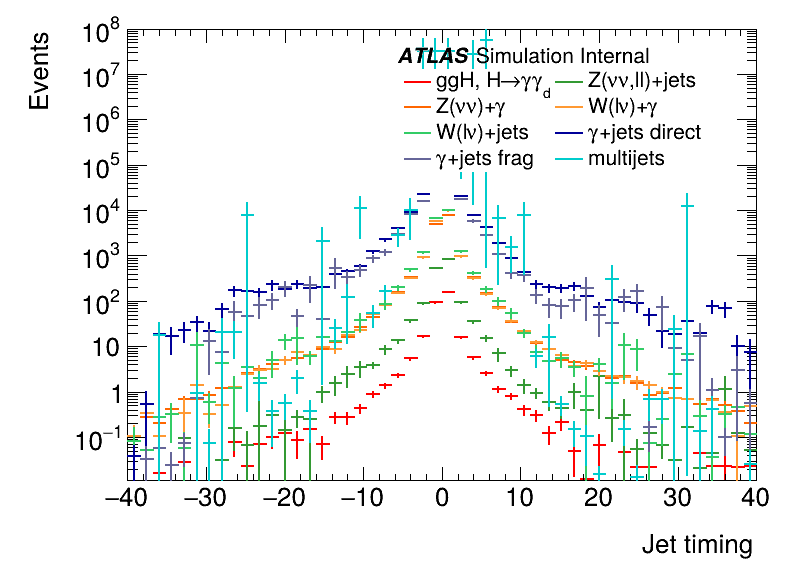 Events
10^8
10^7
10^6
10^5
10^4
10^3
10^2
10
1
10^−1
ATLAS Simulation Internal
ggH, H→γγ_d
Z(νν,ll)+jets
Z(νν)+γ
W(lν)+γ
W(lν)+jets
γ+jets direct
γ+jets frag
multijets
−40 −30 −20 −10 0 10 20 30 40
Jet timing